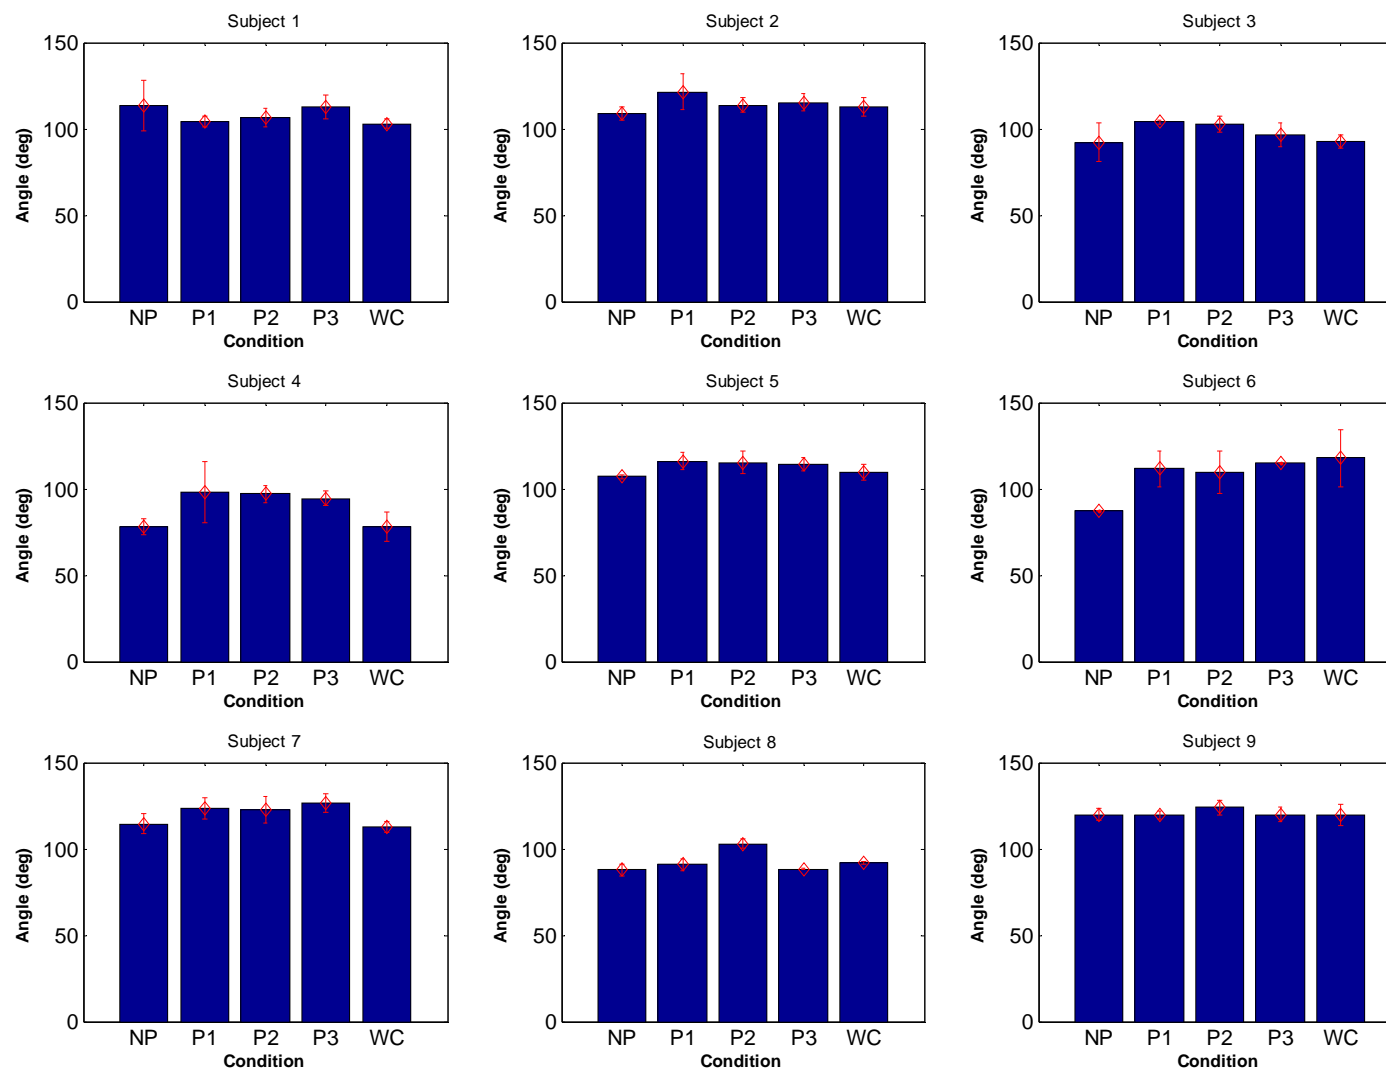 Subject 1
150
100
50
0
Angle (deg)
NP P1 P2 P3 WC
Condition
Subject 2
150
100
50
0
Angle (deg)
NP P1 P2 P3 WC
Condition
Subject 3
150
100
50
0
Angle (deg)
NP P1 P2 P3 WC
Condition
Subject 4
150
100
50
0
Angle (deg)
NP P1 P2 P3 WC
Condition
Subject 5
150
100
50
0
Angle (deg)
NP P1 P2 P3 WC
Condition
Subject 6
150
100
50
0
Angle (deg)
NP P1 P2 P3 WC
Condition
Subject 7
150
100
50
0
Angle (deg)
NP P1 P2 P3 WC
Condition
Subject 8
150
100
50
0
Angle (deg)
NP P1 P2 P3 WC
Condition
Subject 9
150
100
50
0
Angle (deg)
NP P1 P2 P3 WC
Condition